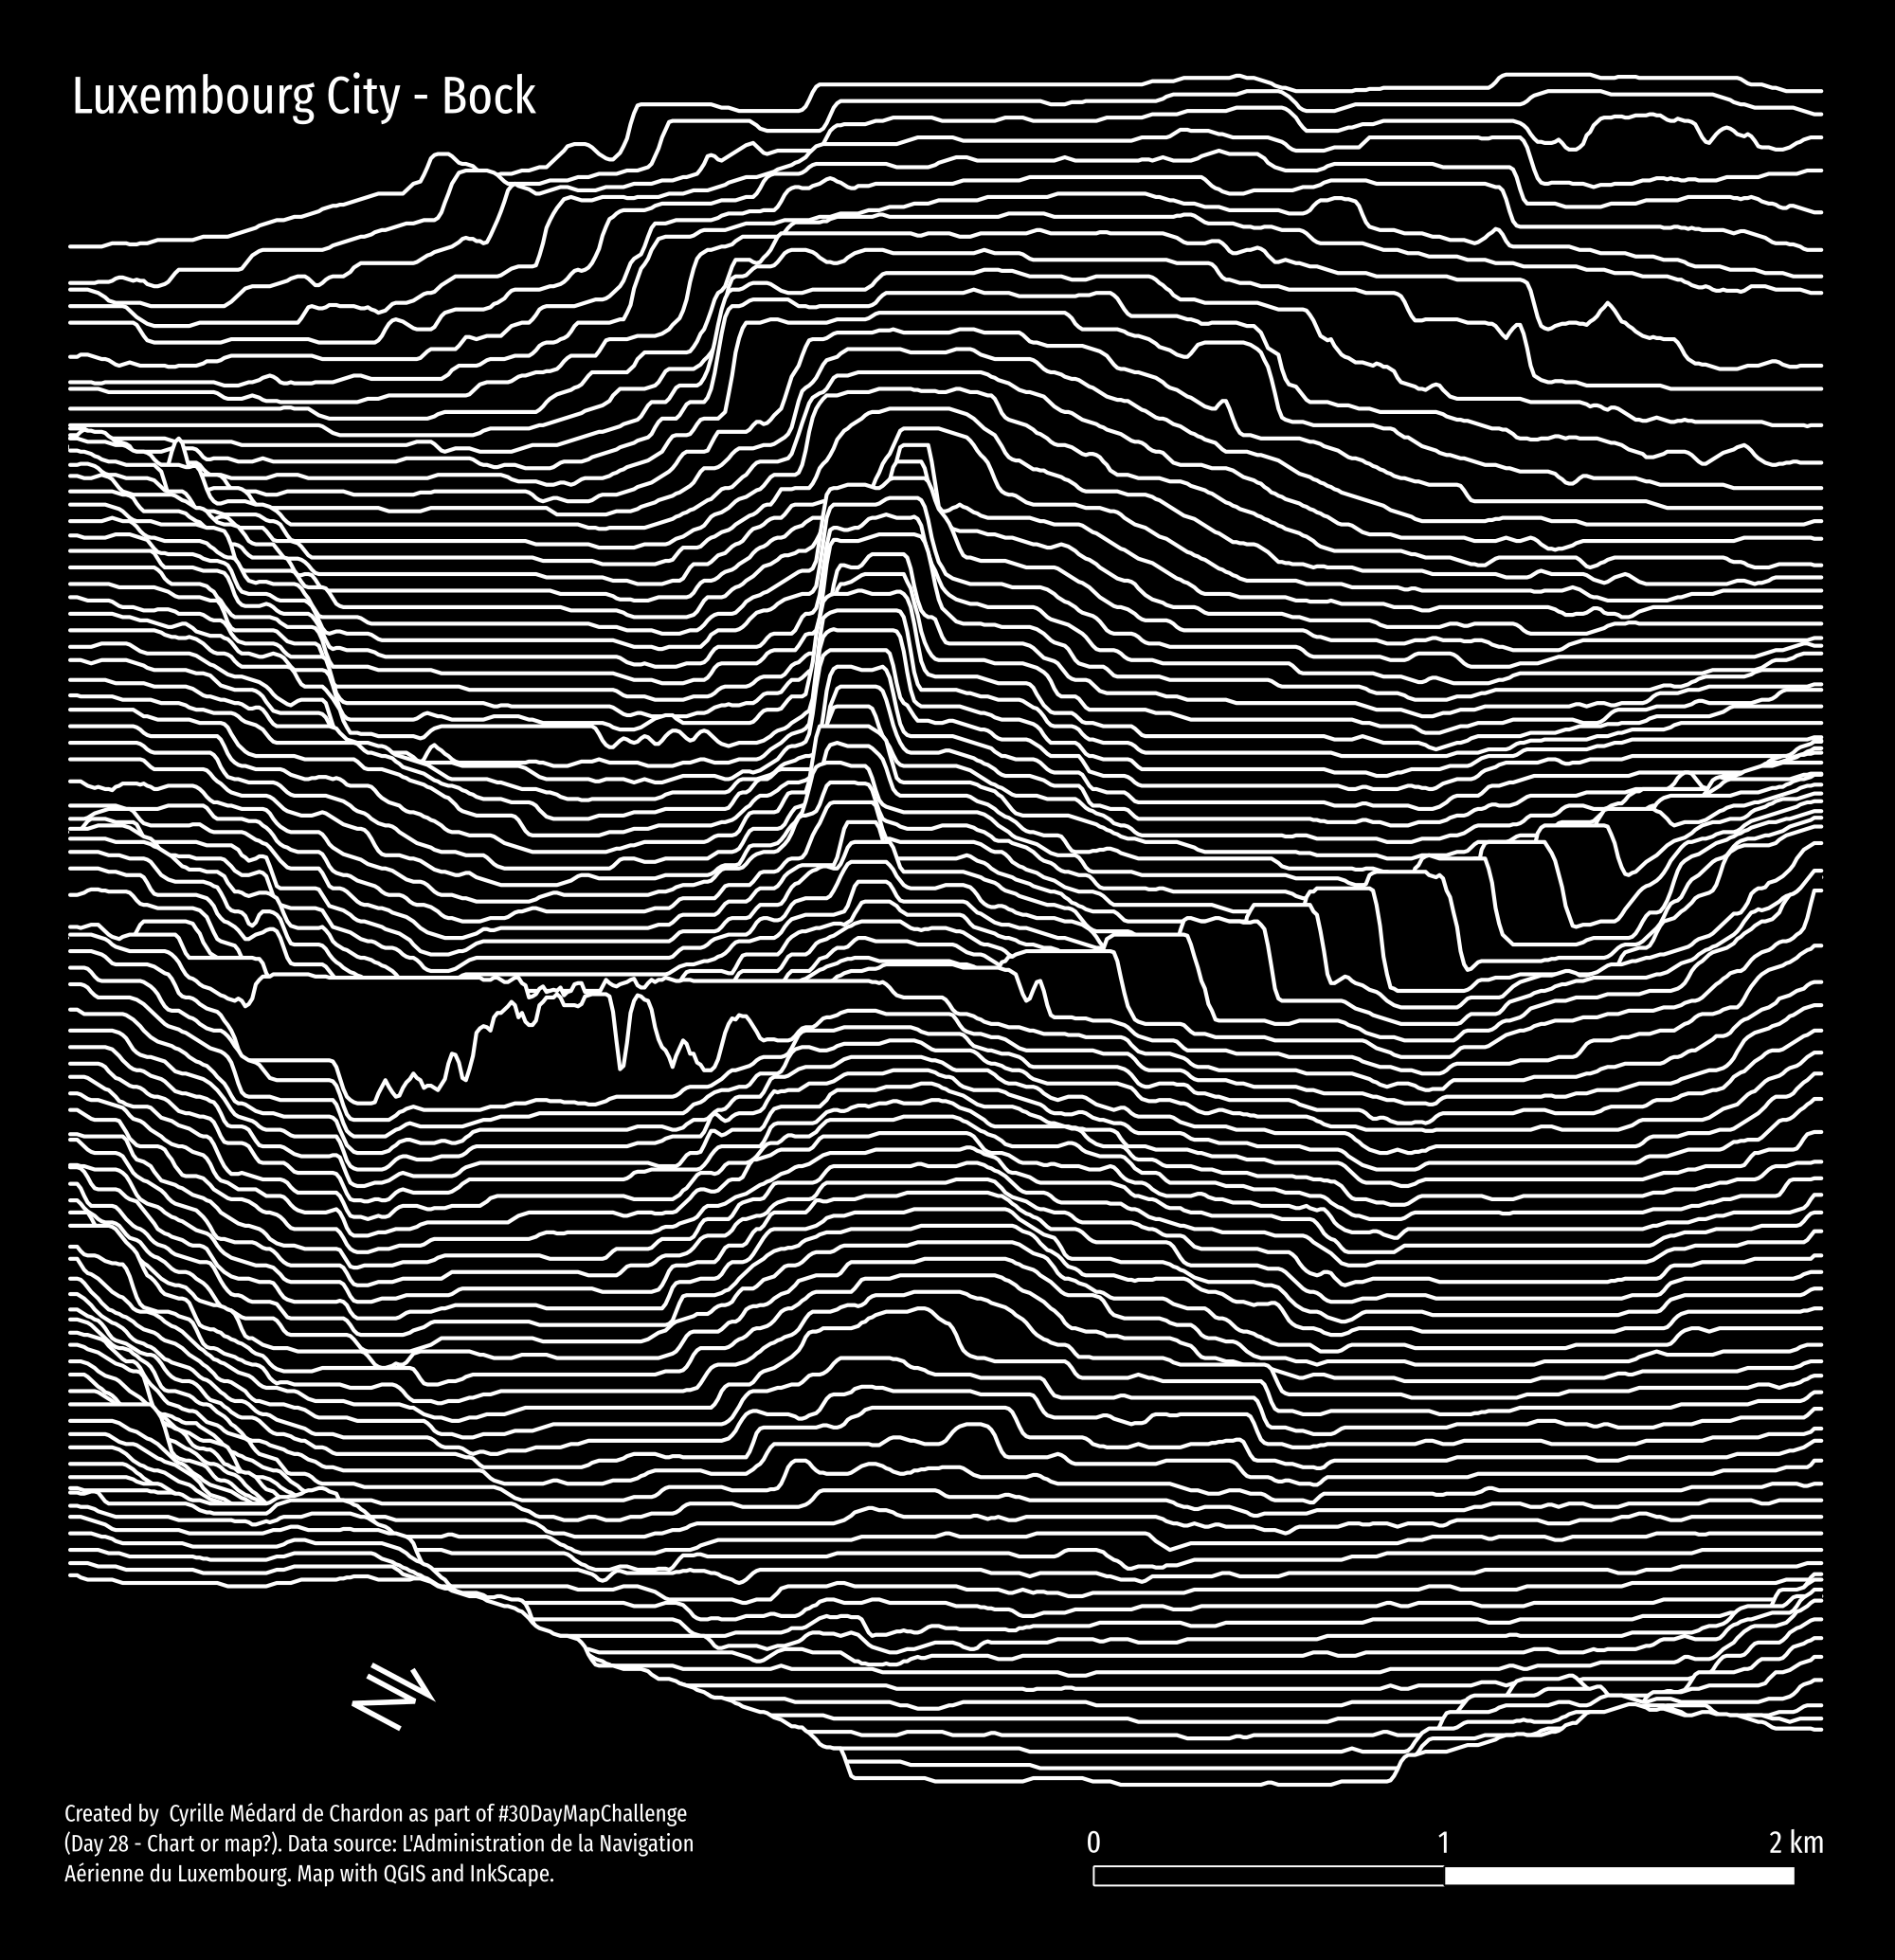 Luxembourg City - Bock
N
Created by Cyrille Médard de Chardon as part of #30DayMapChallenge
(Day 28 - Chart or map?). Data source: L'Administration de la Navigation
Aérienne du Luxembourg. Map with QGIS and InkScape.
0 1 2 km